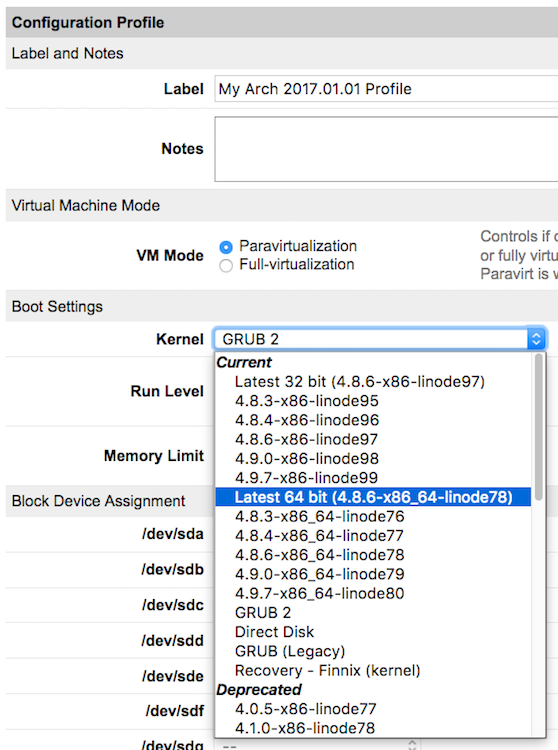 Configuration Profile
Label and Notes
Label My Arch 2017.01.01 Profile
Notes
Virtual Machine Mode
VM Mode Paravirtualization
Full-virtualization
Controls if
or fully
Paravirt is
Boot Settings
Kernel GRUB 2
Current
Latest 32 bit (4.8.6-x86-linode97)
4.8.3-x86-linode95
4.8.4-x86-linode96
4.8.6-x86-linode97
4.9.0-x86-linode98
4.9.7-x86-linode99
Latest 64 bit (4.8.6-x86_64-linode78)
4.8.3-x86_64-linode76
4.8.4-x86_64-linode77
4.8.6-x86_64-linode78
4.9.0-x86_64-linode79
4.9.7-x86_64-linode80
GRUB 2
Direct Disk
GRUB (Legacy)
Recovery - Finnix (kernel)
Deprecated
4.0.5-x86-linode77
4.1.0-x86-linode78
Run Level
Memory Limit
Block Device Assignment
/dev/sda
/dev/sdb
/dev/sdc
/dev/sdd
/dev/sde
/dev/sdf
/dev/sdg --